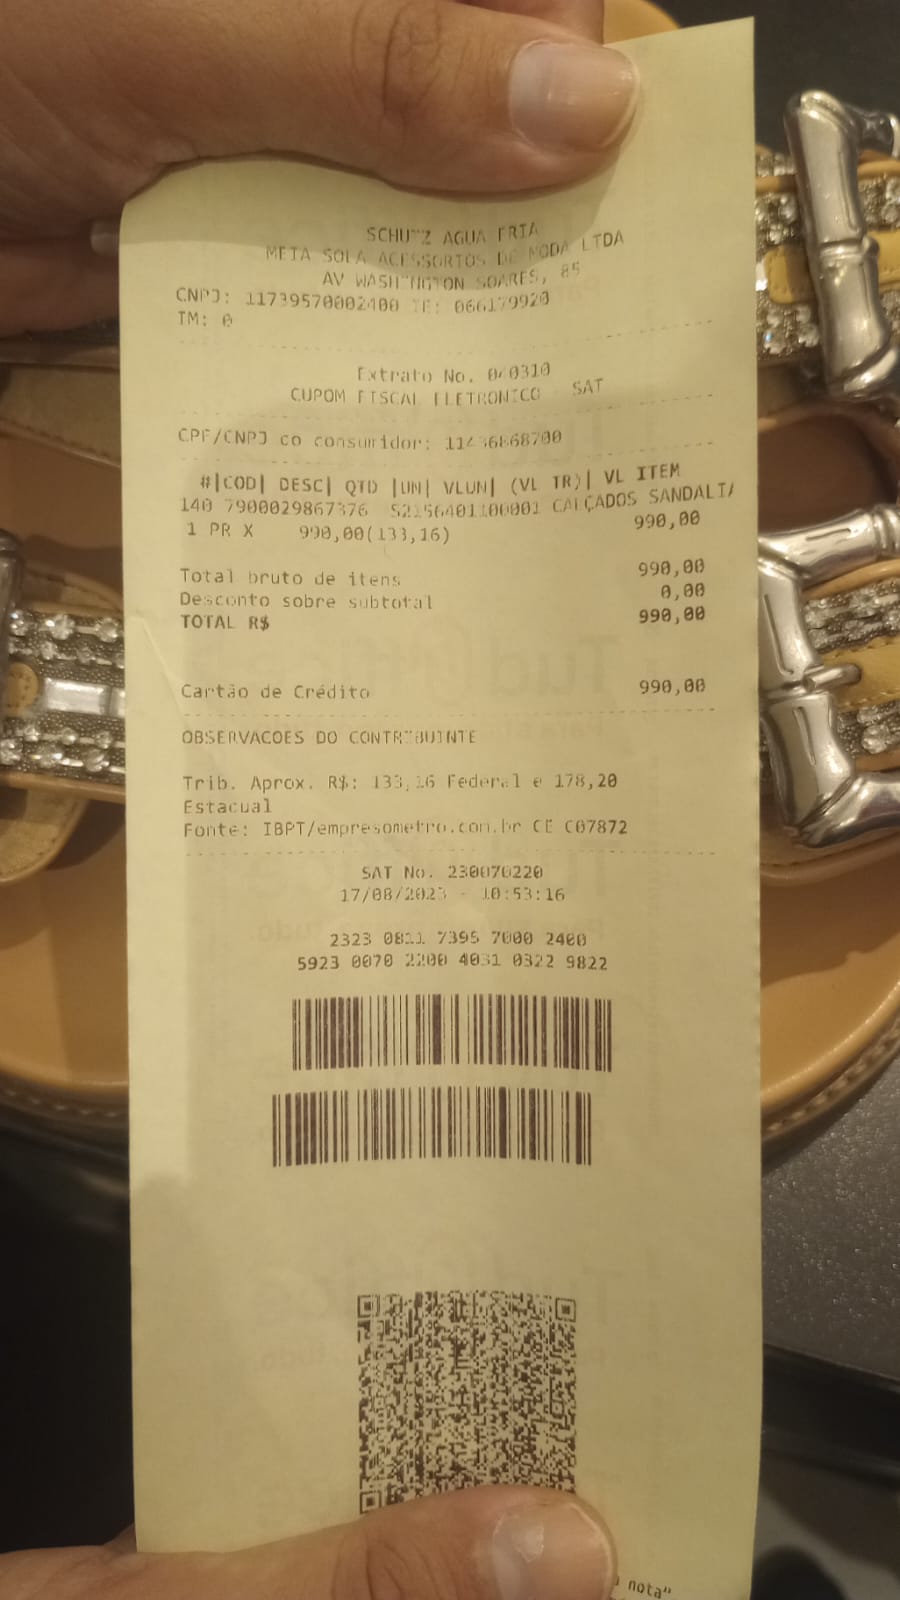 SCHUTZ AGUA FRIA
META SOLA ACESSORIOS DE MODA LTDA
AV WASHINGTON SOARES, 85
CNPJ: 11739570002400 IE: 066179920
IM: 0
Extrato No. 040310
CUPOM FISCAL ELETRONICO SAT
CPF/CNPJ do consumidor:
#|COD| DESC| QTD |UN| VLUN| (VL TR)| VL ITEM
140 7900029867376 S2156401100001 CALÇADOS SANDALIA
1 PR X 990,00(133,16) 990,00
Total bruto de itens 990,00
Desconto sobre subtotal 0,00
TOTAL R$ 990,00
Cartão de Crédito 990,00
OBSERVACOES DO CONTRIBUINTE
Trib. Aprox. R$: 133,16 Federal e 178,20
Estadual
Fonte: IBPT/empresometro.com.br CE C07872
SAT No. 230070220
17/08/2023 - 10:53:16
2323 0811 7395 7000 2400
5923 0070 2200 4031 0322 9822
nota"